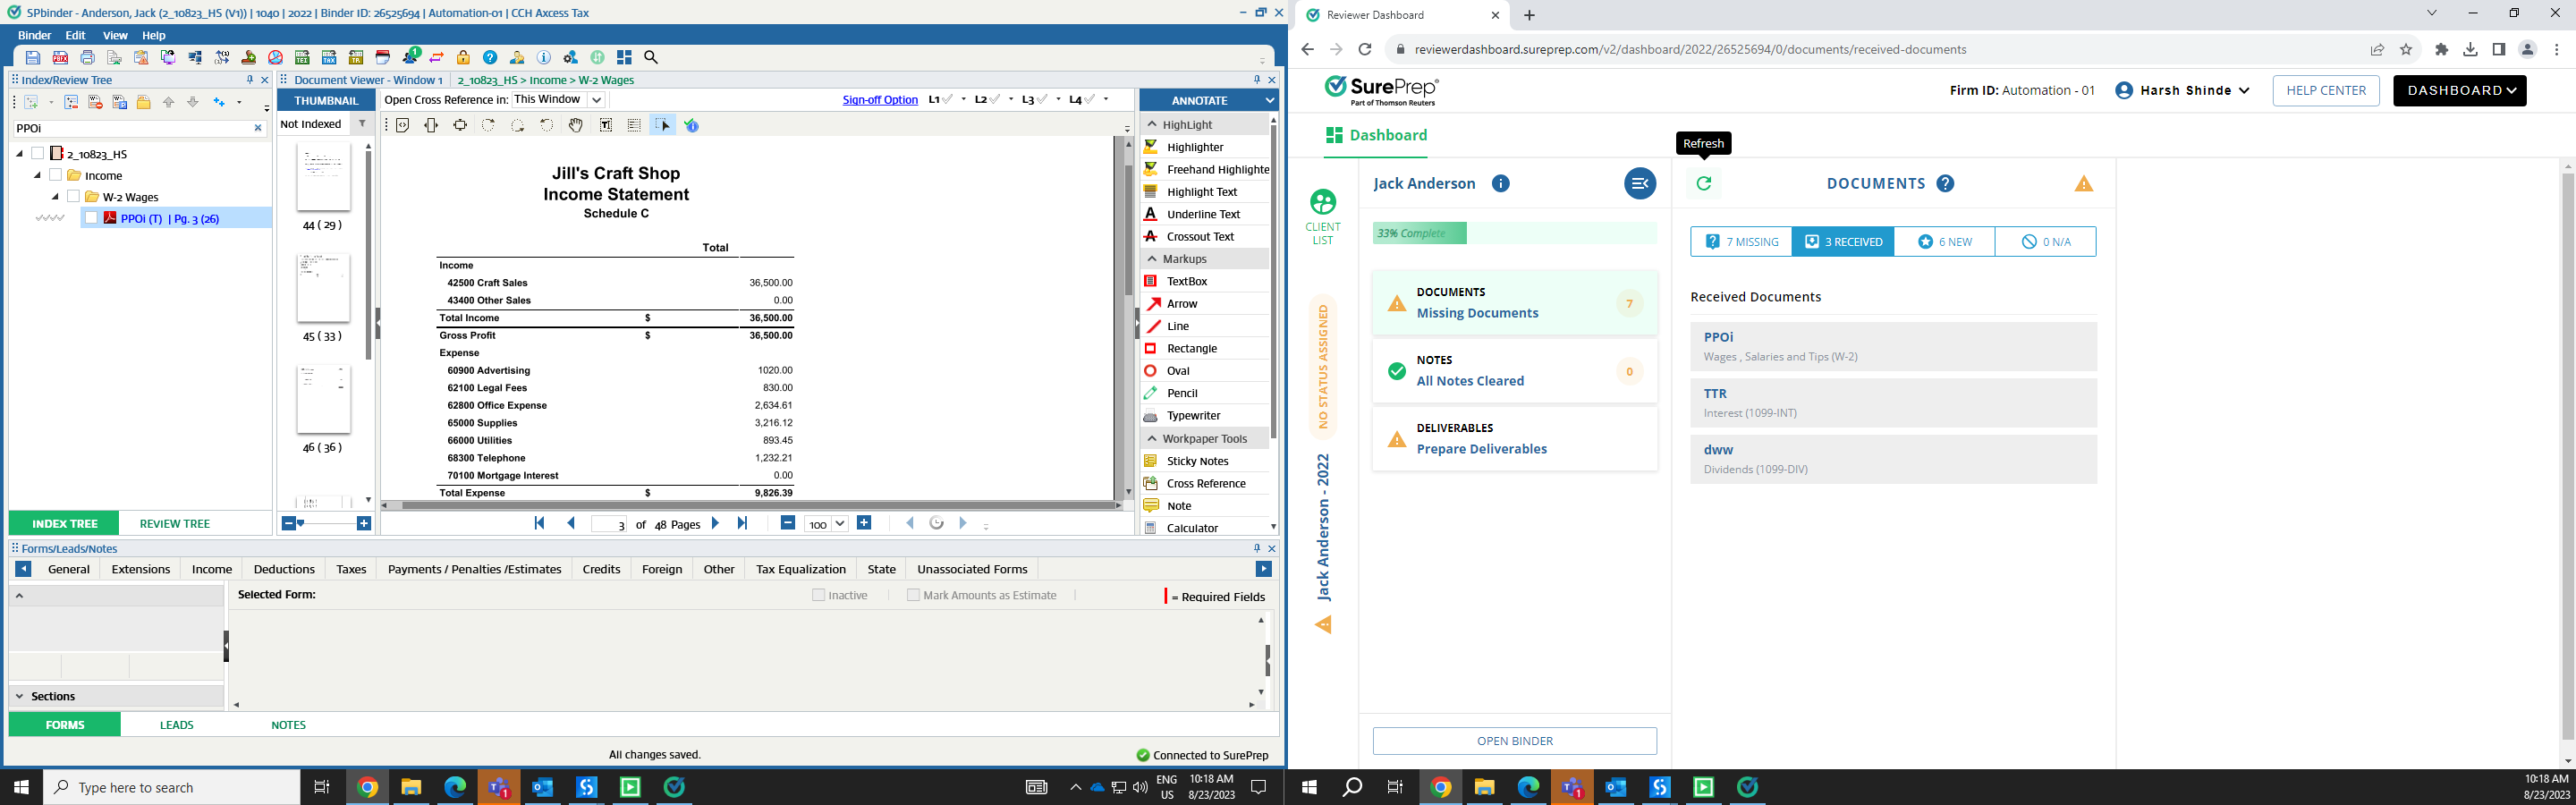 SPbinder - Anderson, Jack (2_10823_HS (V1)) | 1040 | 2022 | Binder ID: 26525694 | Automation-01 | CCH Axcess Tax
Binder Edit View Help
1
Index/Review Tree
PPOi
2_10823_HS
Income
W-2 Wages
PPOi (T) | Pg. 3 (26)
INDEX TREE REVIEW TREE
Document Viewer - Window 1 2_10823_HS > Income > W-2 Wages
THUMBNAIL
Not Indexed
44 ( 29 )
45 ( 33 )
46 ( 36 )
Open Cross Reference in: This Window
Sign-off Option L1 L2 L3 L4
Jill's Craft Shop
Income Statement
Schedule C
Total
Income
42500 Craft Sales 36,500.00
43400 Other Sales 0.00
Total Income $ 36,500.00
Gross Profit $ 36,500.00
Expense
60900 Advertising 1020.00
62100 Legal Fees 830.00
62800 Office Expense 2,634.61
65000 Supplies 3,216.12
66000 Utilities 893.45
68300 Telephone 1,232.21
70100 Mortgage Interest 0.00
Total Expense $ 9,826.39
3 of 48 Pages 100
ANNOTATE
HighLight
Highlighter
Freehand Highlighte
Highlight Text
Underline Text
Crossout Text
Markups
TextBox
Arrow
Line
Rectangle
Oval
Pencil
Typewriter
Workpaper Tools
Sticky Notes
Cross Reference
Note
Calculator
Forms/Leads/Notes
General Extensions Income Deductions Taxes Payments / Penalties /Estimates Credits Foreign Other Tax Equalization State Unassociated Forms
Selected Form: Inactive Mark Amounts as Estimate = Required Fields
Sections
FORMS LEADS NOTES
All changes saved. Connected to SurePrep
Type here to search
1
ENG
US
10:18 AM
8/23/2023
Reviewer Dashboard
reviewerdashboard.sureprep.com/v2/dashboard/2022/26525694/0/documents/received-documents
SurePrep
Part of Thomson Reuters
Firm ID: Automation - 01 Harsh Shinde HELP CENTER DASHBOARD
Dashboard
Refresh
CLIENT
LIST
NO STATUS ASSIGNED
Jack Anderson - 2022
Jack Anderson
33% Complete
DOCUMENTS
Missing Documents
7
NOTES
All Notes Cleared
0
DELIVERABLES
Prepare Deliverables
OPEN BINDER
DOCUMENTS
7 MISSING 3 RECEIVED 6 NEW 0 N/A
Received Documents
PPOi
Wages , Salaries and Tips (W-2)
TTR
Interest (1099-INT)
dww
Dividends (1099-DIV)
1
10:18 AM
8/23/2023